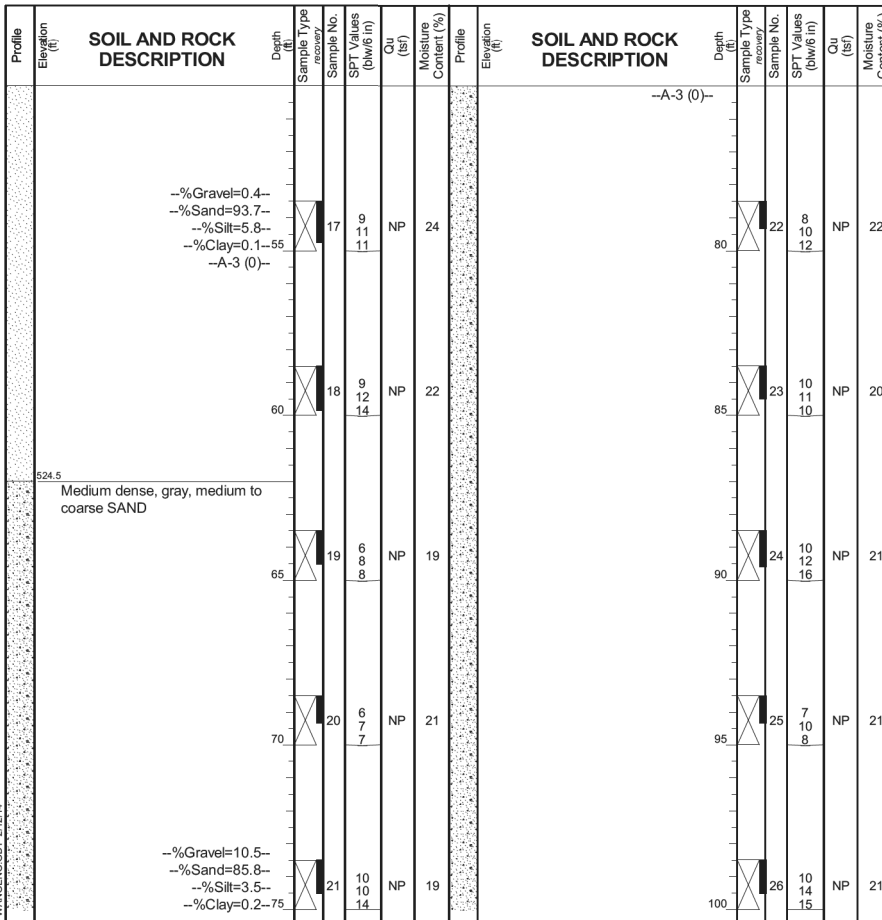 Profile
Elevation
(ft)
SOIL AND ROCK
DESCRIPTION
Depth
(ft)
Sample Type
recovery
Sample No.
SPT Values
(blw/6 in)
Qu
(tsf)
Moisture
Content (%)
--%Gravel=0.4--
--%Sand=93.7--
--%Silt=5.8--
--%Clay=0.1--
--A-3 (0)--
55
17
9
11
11
NP
24
60
18
9
12
14
NP
22
524.5
Medium dense, gray, medium to
coarse SAND
65
19
6
8
8
NP
19
70
20
6
7
7
NP
21
--%Gravel=10.5--
--%Sand=85.8--
--%Silt=3.5--
--%Clay=0.2--
75
21
10
10
14
NP
19
Profile
Elevation
(ft)
SOIL AND ROCK
DESCRIPTION
Depth
(ft)
Sample Type
recovery
Sample No.
SPT Values
(blw/6 in)
Qu
(tsf)
Moisture
Content (%)
--A-3 (0)--
80
22
8
10
12
NP
22
85
23
10
11
10
NP
20
90
24
10
12
16
NP
21
95
25
7
10
8
NP
21
100
26
10
14
15
NP
21